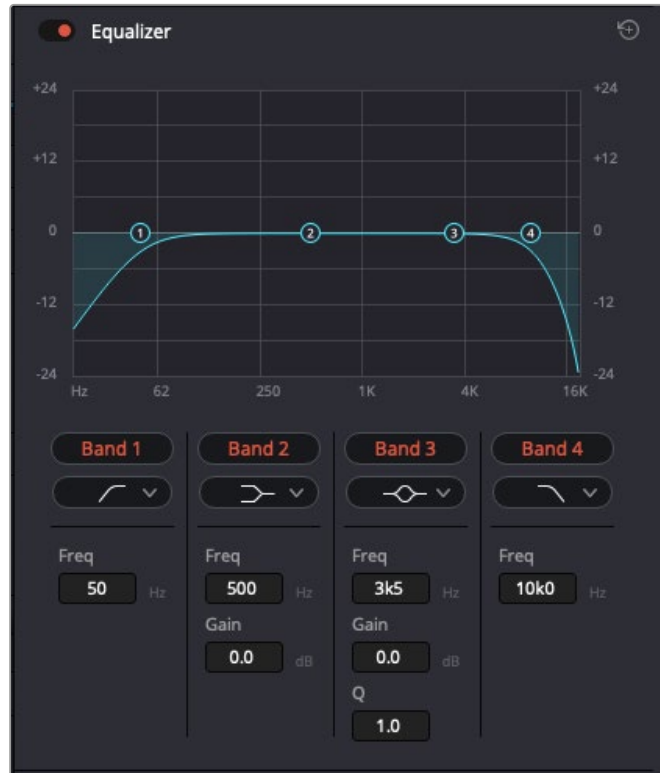 Equalizer
+24 +24
+12 +12
0 0
1 2 3 4
-12 -12
-24 -24
Hz 62 250 1K 4K 16K
Band 1 Band 2 Band 3 Band 4
Freq Freq Freq Freq
50 Hz 500 Hz 3k5 Hz 10k0 Hz
Gain Gain
0.0 dB 0.0 dB
Q
1.0